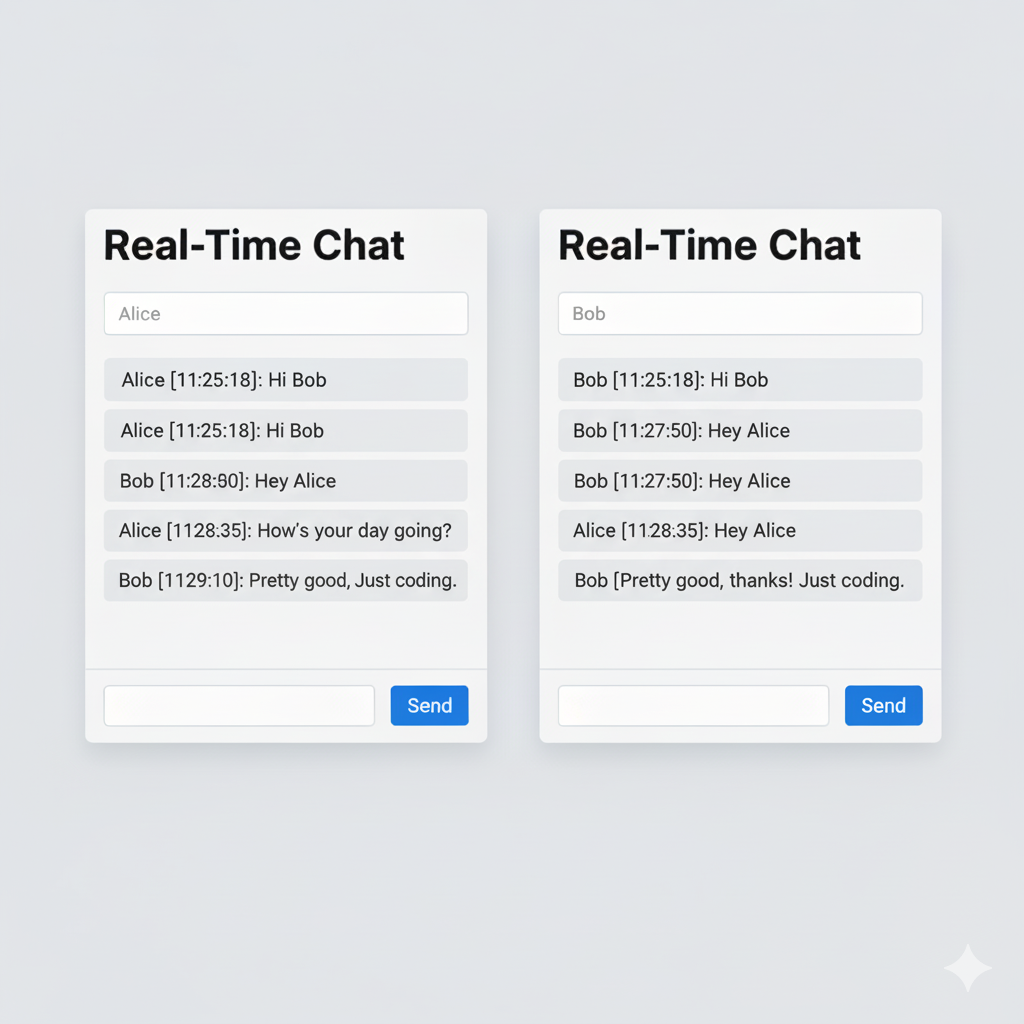 Real-Time Chat
Alice
Alice [11:25:18]: Hi Bob
Alice [11:25:18]: Hi Bob
Bob [11:28:90]: Hey Alice
Alice [1128:35]: How's your day going?
Bob [1129:10]: Pretty good, Just coding.
Send
Real-Time Chat
Bob
Bob [11:25:18]: Hi Bob
Bob [11:27:50]: Hey Alice
Bob [11:27:50]: Hey Alice
Alice [11.28:35]: Hey Alice
Bob [Pretty good, thanks! Just coding.
Send